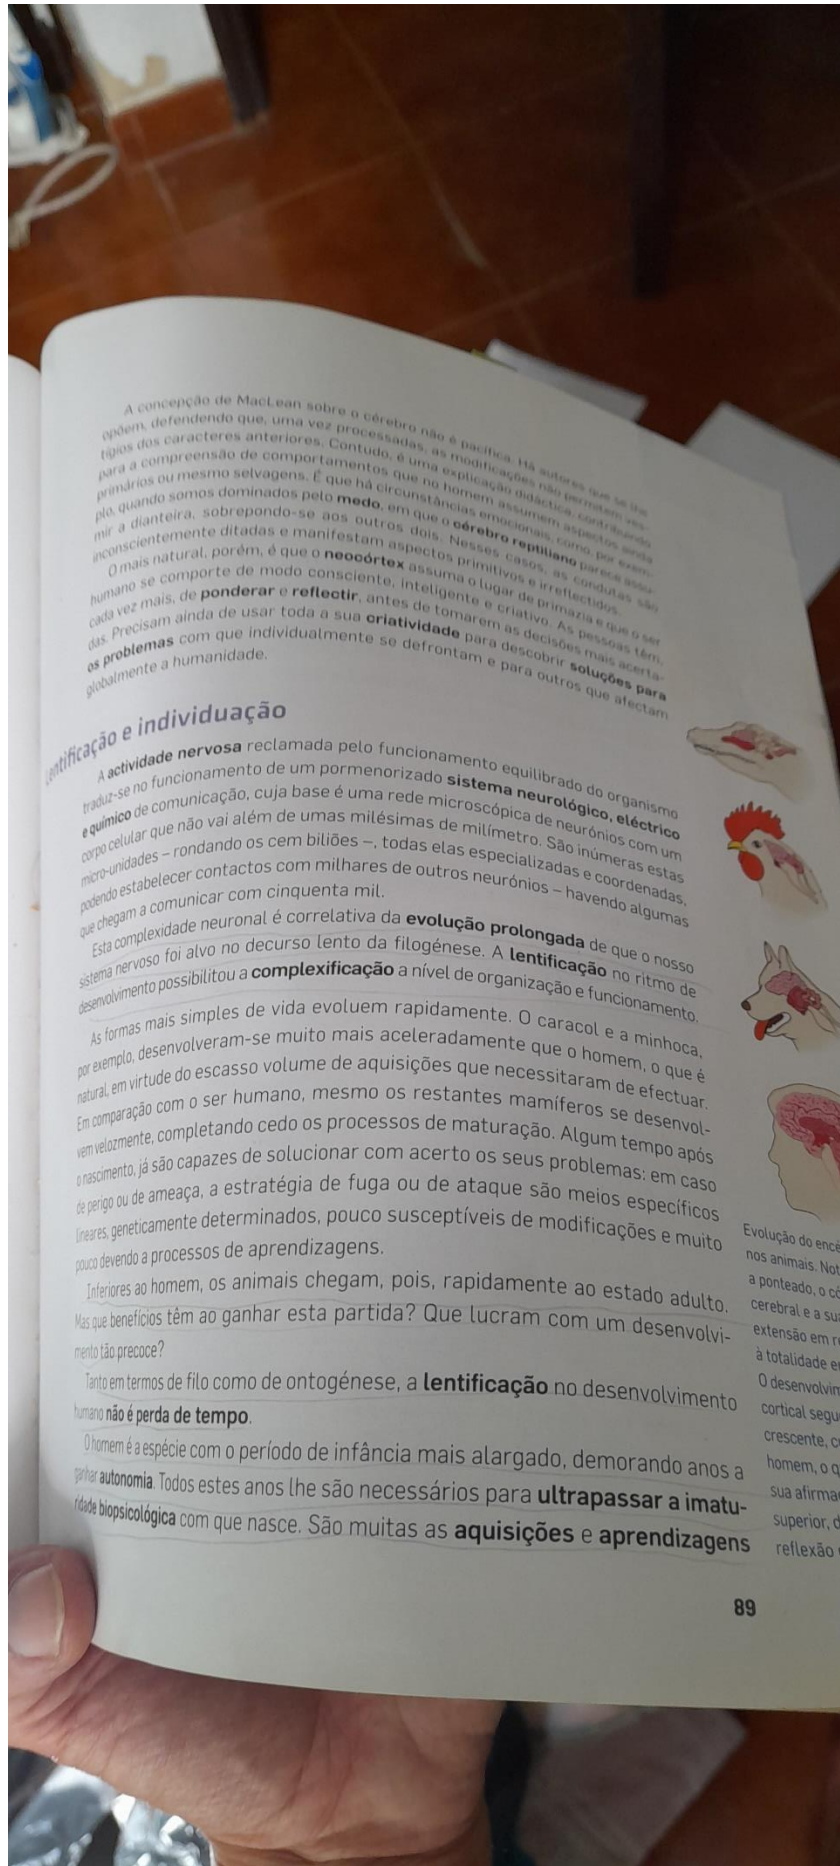 A concepção de MacLean sobre o cérebro não é pacífica. Há autores que se lhe
opõem, defendendo que, uma vez processadas, as modificações não permitem ves-
tígios dos caracteres anteriores. Contudo, é uma explicação didáctica, contribuindo
para a compreensão de comportamentos que no homem assumem aspectos ainda
primários ou mesmo selvagens. É que há circunstâncias emocionais, como, por exem-
plo, quando somos dominados pelo medo, em que o cérebro reptiliano parece assu-
mir a dianteira, sobrepondo-se aos outros dois. Nesses casos, as condutas são
inconscientemente ditadas e manifestam aspectos primitivos e irreflectidos.
O mais natural, porém, é que o neocórtex assuma o lugar de primazia e que o ser
humano se comporte de modo consciente, inteligente e criativo. As pessoas têm,
cada vez mais, de ponderar e reflectir, antes de tomarem as decisões mais acerta-
das. Precisam ainda de usar toda a sua criatividade para descobrir soluções para
os problemas com que individualmente se defrontam e para outros que afectam
globalmente a humanidade.
Lentificação e individuação
A actividade nervosa reclamada pelo funcionamento equilibrado do organismo
traduz-se no funcionamento de um pormenorizado sistema neurológico, eléctrico
e químico de comunicação, cuja base é uma rede microscópica de neurónios com um
corpo celular que não vai além de umas milésimas de milímetro. São inúmeras estas
micro-unidades – rondando os cem biliões –, todas elas especializadas e coordenadas,
podendo estabelecer contactos com milhares de outros neurónios – havendo algumas
que chegam a comunicar com cinquenta mil.
Esta complexidade neuronal é correlativa da evolução prolongada de que o nosso
sistema nervoso foi alvo no decurso lento da filogénese. A lentificação no ritmo de
desenvolvimento possibilitou a complexificação a nível de organização e funcionamento.
As formas mais simples de vida evoluem rapidamente. O caracol e a minhoca,
por exemplo, desenvolveram-se muito mais aceleradamente que o homem, o que é
natural, em virtude do escasso volume de aquisições que necessitaram de efectuar.
Em comparação com o ser humano, mesmo os restantes mamíferos se desenvol-
vem velozmente, completando cedo os processos de maturação. Algum tempo após
o nascimento, já são capazes de solucionar com acerto os seus problemas: em caso
de perigo ou de ameaça, a estratégia de fuga ou de ataque são meios específicos
lineares, geneticamente determinados, pouco susceptíveis de modificações e muito
pouco devendo a processos de aprendizagens.
Inferiores ao homem, os animais chegam, pois, rapidamente ao estado adulto.
Mas que benefícios têm ao ganhar esta partida? Que lucram com um desenvolvi-
mento tão precoce?
Tanto em termos de filo como de ontogénese, a lentificação no desenvolvimento
humano não é perda de tempo.
O homem é a espécie com o período de infância mais alargado, demorando anos a
ganhar autonomia. Todos estes anos lhe são necessários para ultrapassar a imatu-
ridade biopsicológica com que nasce. São muitas as aquisições e aprendizagens
Evolução do encé
nos animais. Not
a ponteado, o có
cerebral e a sua
extensão em r
à totalidade e
O desenvolvim
cortical segu
crescente, c
homem, o q
sua afirma
superior, d
reflexão
89